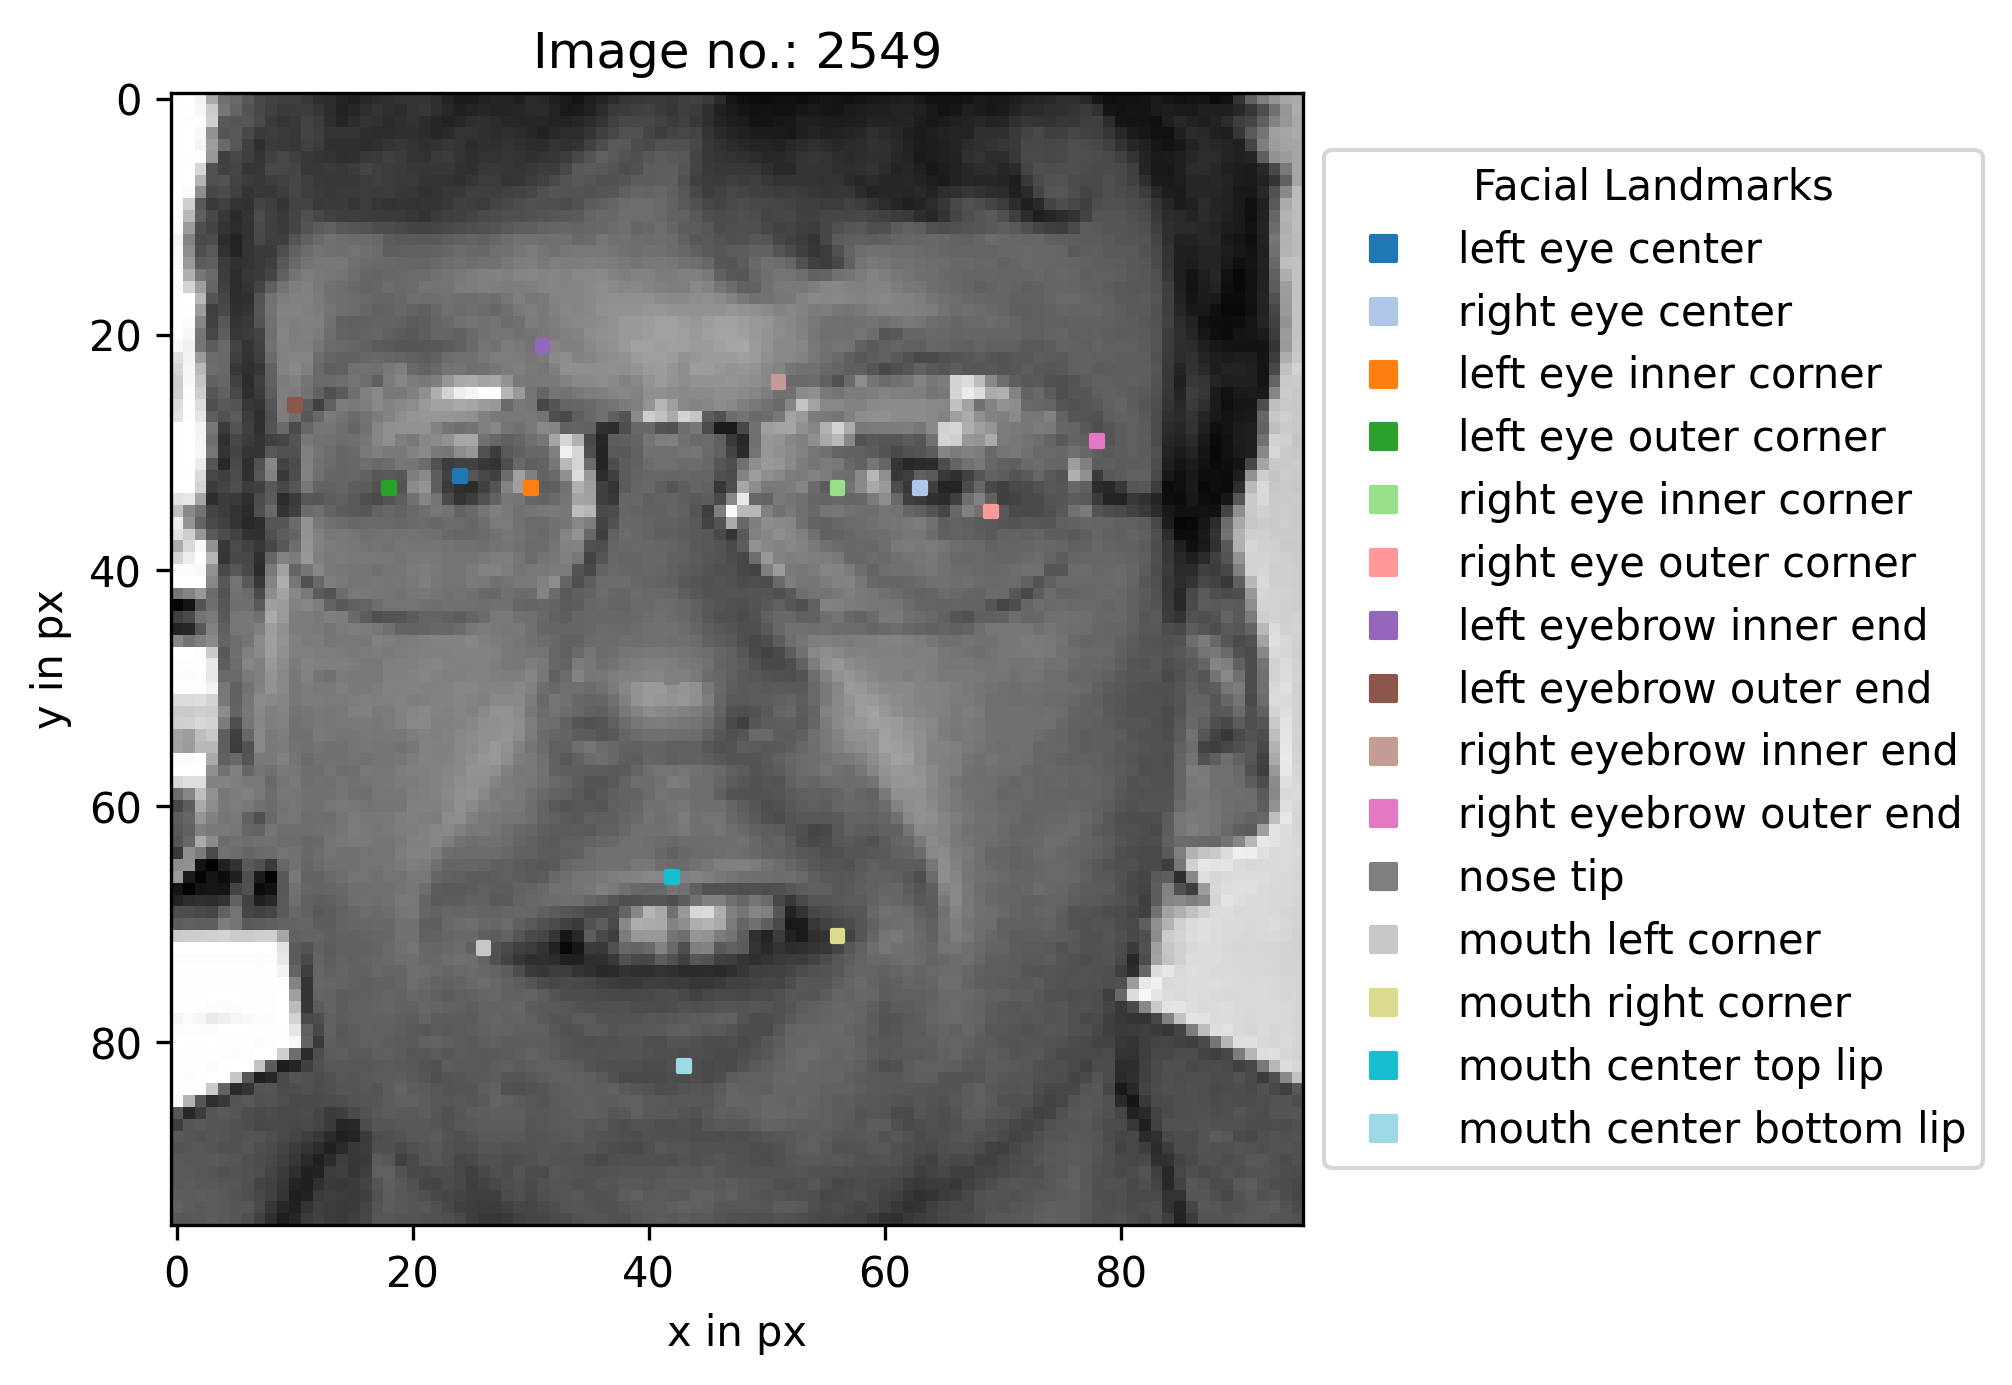 Image no.: 2549
0
20
40
60
80
y in px
0 20 40 60 80
x in px
Facial Landmarks
left eye center
right eye center
left eye inner corner
left eye outer corner
right eye inner corner
right eye outer corner
left eyebrow inner end
left eyebrow outer end
right eyebrow inner end
right eyebrow outer end
nose tip
mouth left corner
mouth right corner
mouth center top lip
mouth center bottom lip